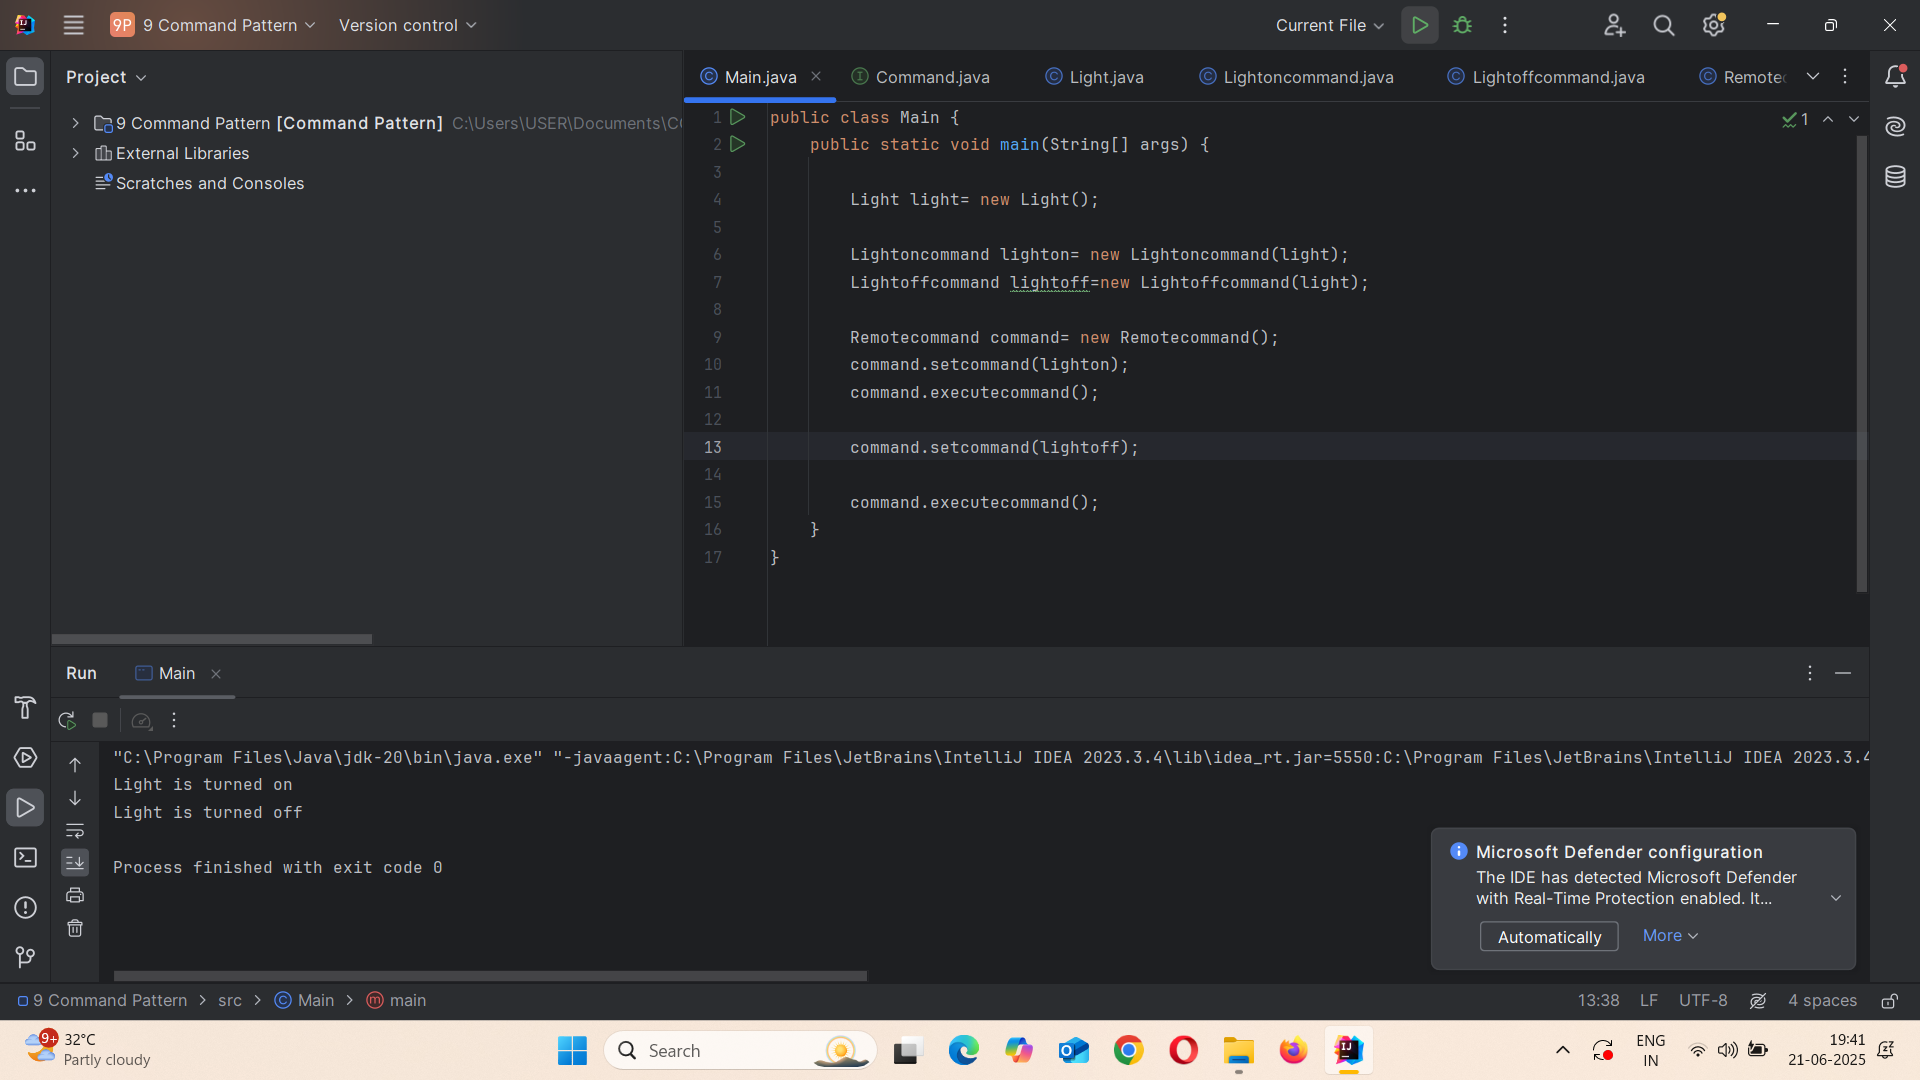 9P 9 Command Pattern Version control Current File
Project
9 Command Pattern [Command Pattern] C:\Users\USER\Documents\
External Libraries
Scratches and Consoles
Main.java Command.java Light.java Lightoncommand.java Lightoffcommand.java Remotec
1 public class Main { 1
2 public static void main(String[] args) {
3
4 Light light= new Light();
5
6 Lightoncommand lighton= new Lightoncommand(light);
7 Lightoffcommand lightoff=new Lightoffcommand(light);
8
9 Remotecommand command= new Remotecommand();
10 command.setcommand(lighton);
11 command.executecommand();
12
13 command.setcommand(lightoff);
14
15 command.executecommand();
16 }
17 }
Run Main
"C:\Program Files\Java\jdk-20\bin\java.exe" "-javaagent:C:\Program Files\JetBrains\IntelliJ IDEA 2023.3.4\lib\idea_rt.jar=5550:C:\Program Files\JetBrains\IntelliJ IDEA 2023.3.4
Light is turned on
Light is turned off
Process finished with exit code 0
Microsoft Defender configuration
The IDE has detected Microsoft Defender
with Real-Time Protection enabled. It...
Automatically More
9 Command Pattern > src > Main > main 13:38 LF UTF-8 4 spaces
9+ 32°C
Partly cloudy
Search
ENG
IN
19:41
21-06-2025